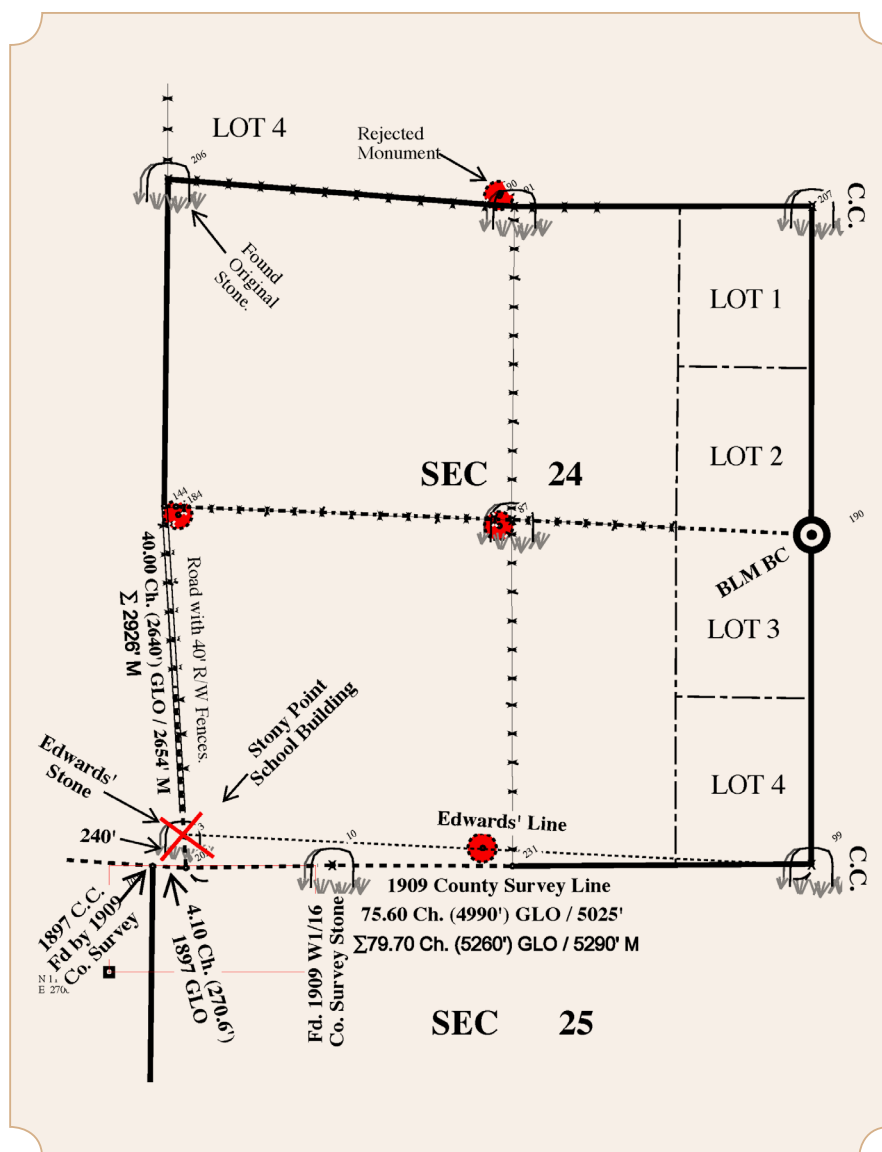 LOT 4
206
Rejected
Monument
90
91
207
C.C.
Found
Original
Stone.
LOT 1
LOT 2
SEC 24
144
184
87
190
BLM BC
LOT 3
Road with 40' R/W Fences.
40.00 Ch. (2640') GLO / 2654' M
Σ 2926' M
Stony Point
School Building
Edwards'
Stone
240'
3
10
Edwards' Line
231
LOT 4
99
C.C.
1909 County Survey Line
75.60 Ch. (4990') GLO / 5025'
Σ79.70 Ch. (5260') GLO / 5290' M
1897 C.C.
Fd by 1909
Co. Survey
4.10 Ch. (270.6')
1897 GLO
Fd. 1909 W1/16
Co. Survey Stone
SEC 25